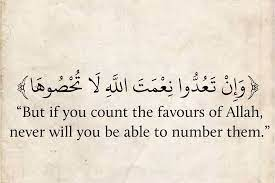 ﴿وَإِنْ تَعُدُّوا نِعْمَتَ اللَّهِ لَا تُحْصُوهَا﴾
“But if you count the favours of Allah,
never will you be able to number them.”